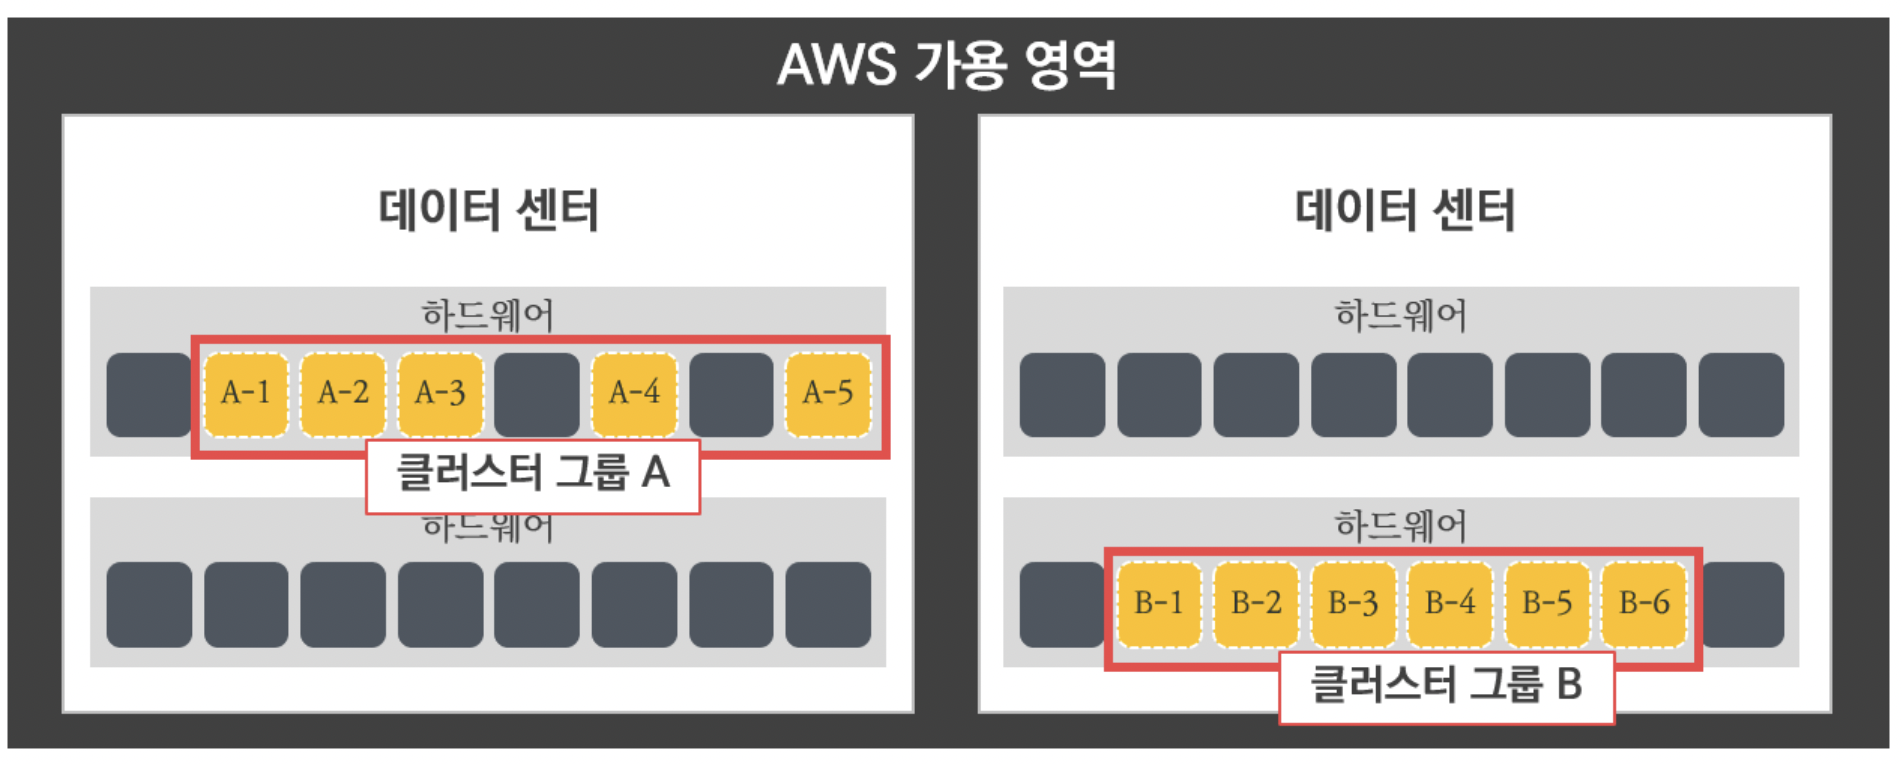 AWS 가용 영역
데이터 센터
하드웨어
A-1 A-2 A-3 A-4 A-5
클러스터 그룹 A
하드웨어
데이터 센터
하드웨어
하드웨어
B-1 B-2 B-3 B-4 B-5 B-6
클러스터 그룹 B